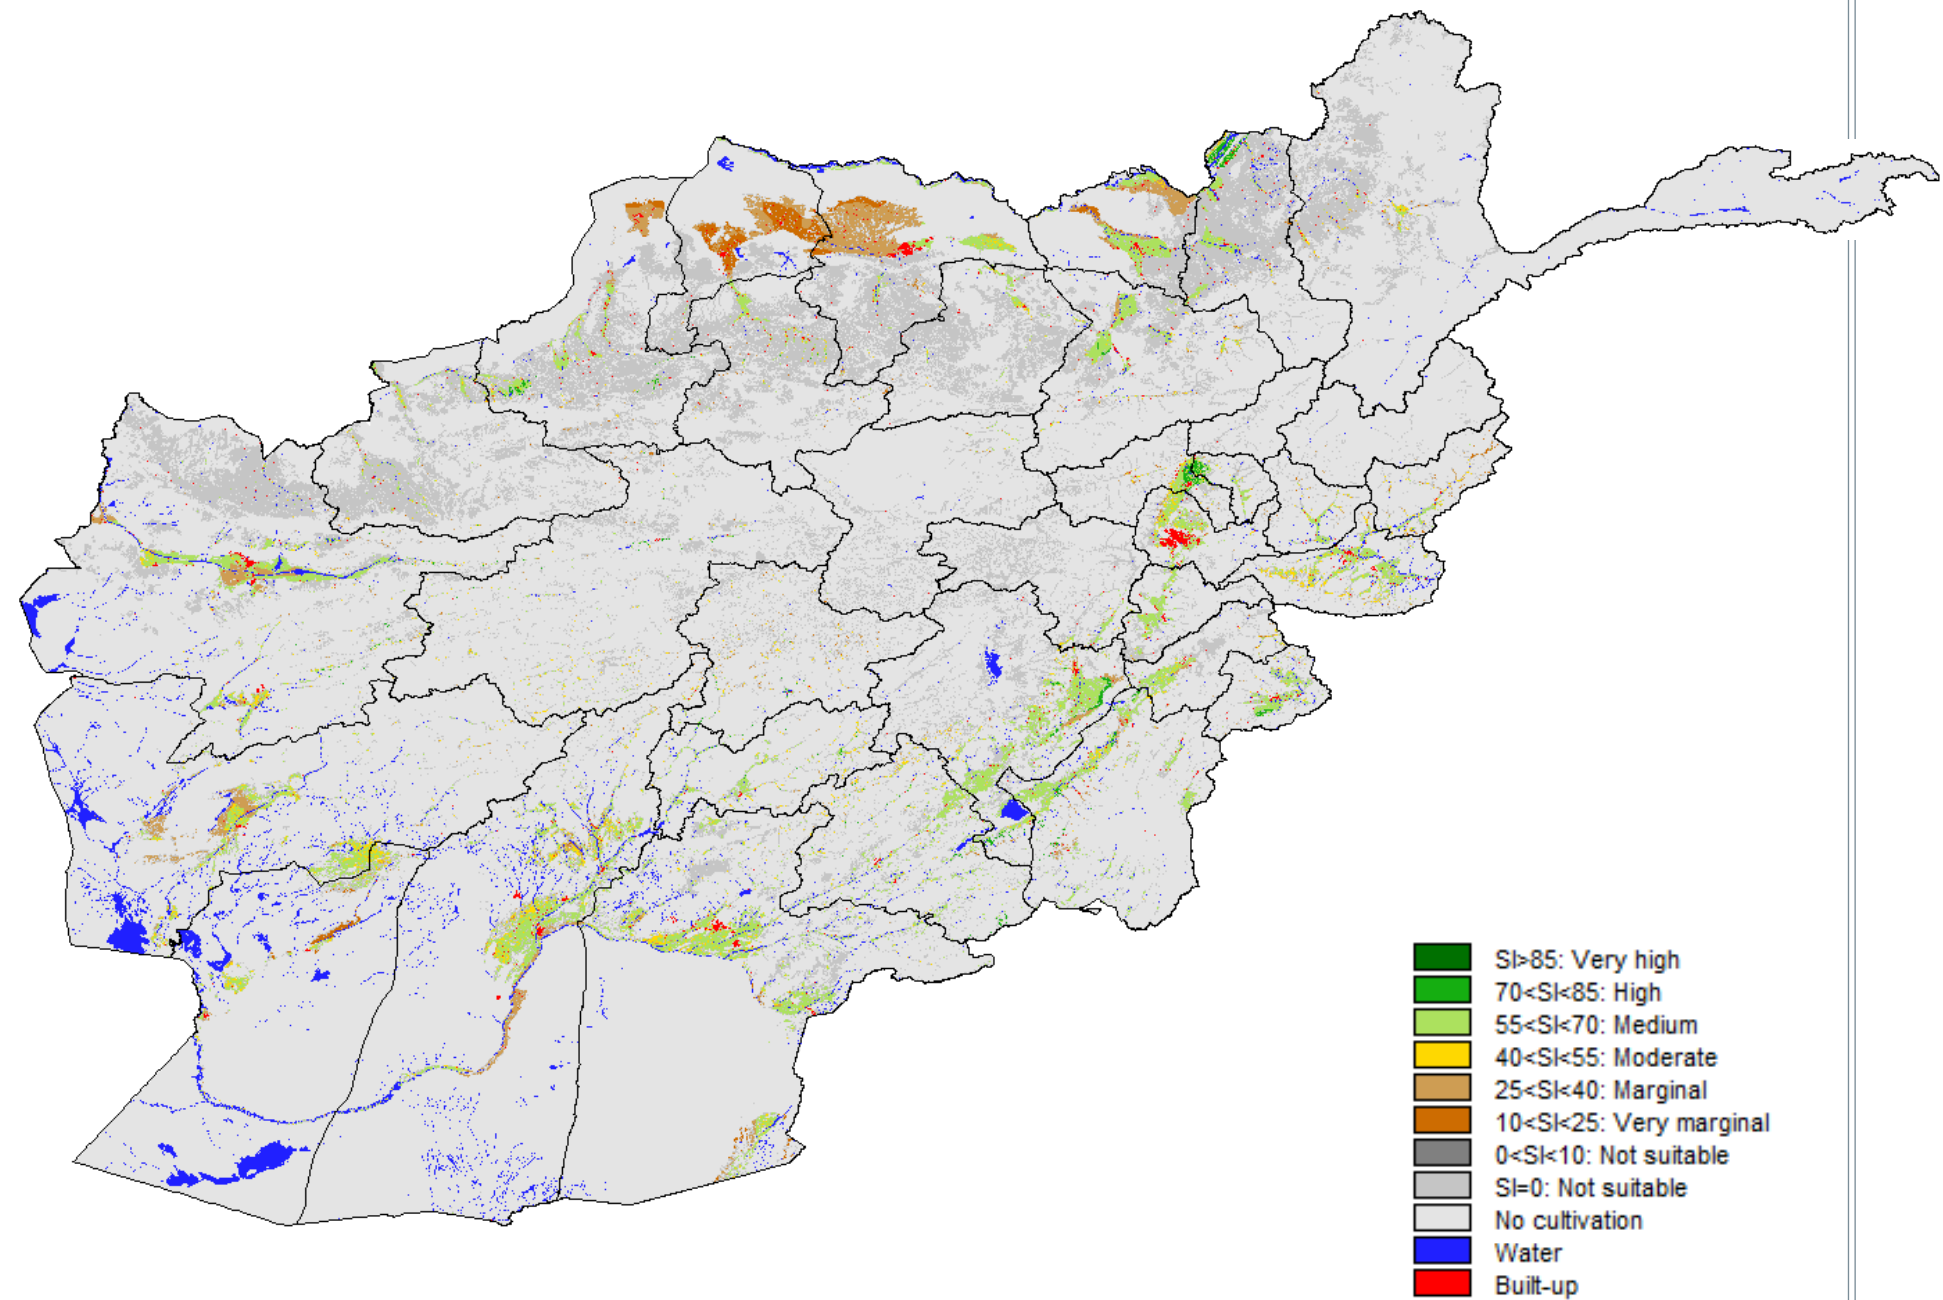 SI>85: Very high
70<SI<85: High
55<SI<70: Medium
40<SI<55: Moderate
25<SI<40: Marginal
10<SI<25: Very marginal
0<SI<10: Not suitable
SI=0: Not suitable
No cultivation
Water
Built-up